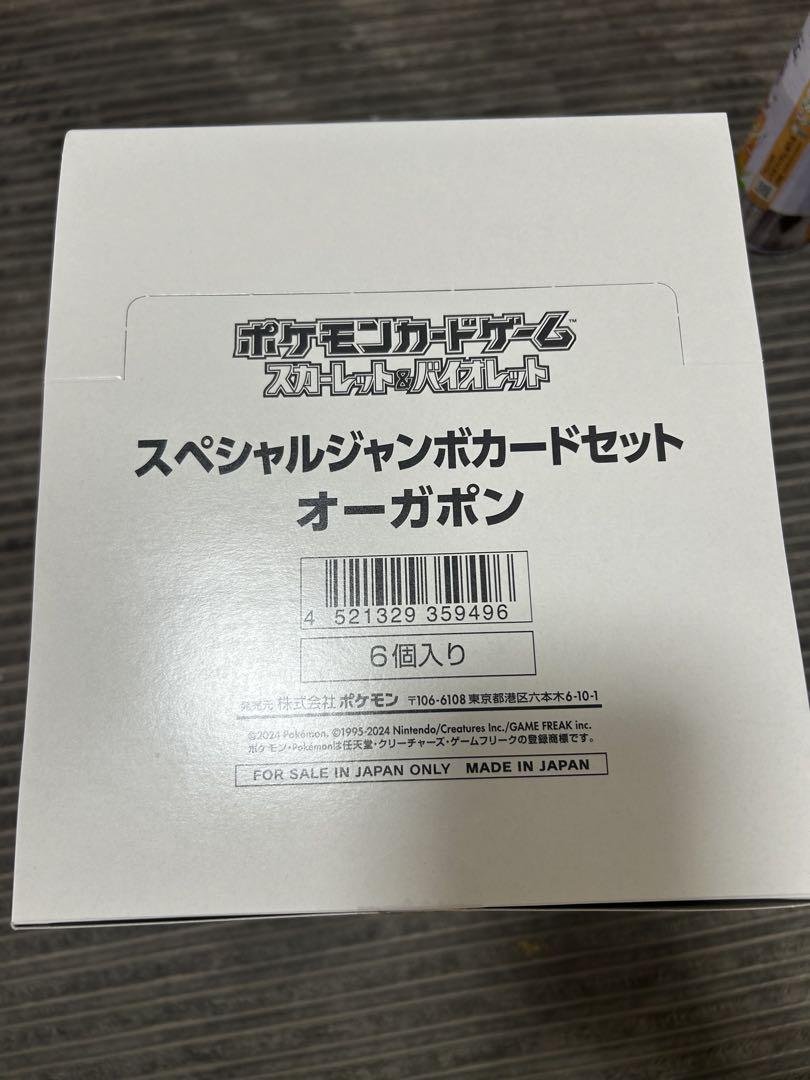 ポケモンカードゲーム™
スカーレット&バイオレット
スペシャルジャンボカードセット
オーガポン
4 521329 359496
6個入り
発売元 株式会社ポケモン 〒106-6108 東京都港区六本木6-10-1
©2024 Pokémon. ©1995-2024 Nintendo/Creatures Inc./GAME FREAK inc.
ポケモン・Pokémonは任天堂・クリーチャーズ・ゲームフリークの登録商標です。
FOR SALE IN JAPAN ONLY MADE IN JAPAN